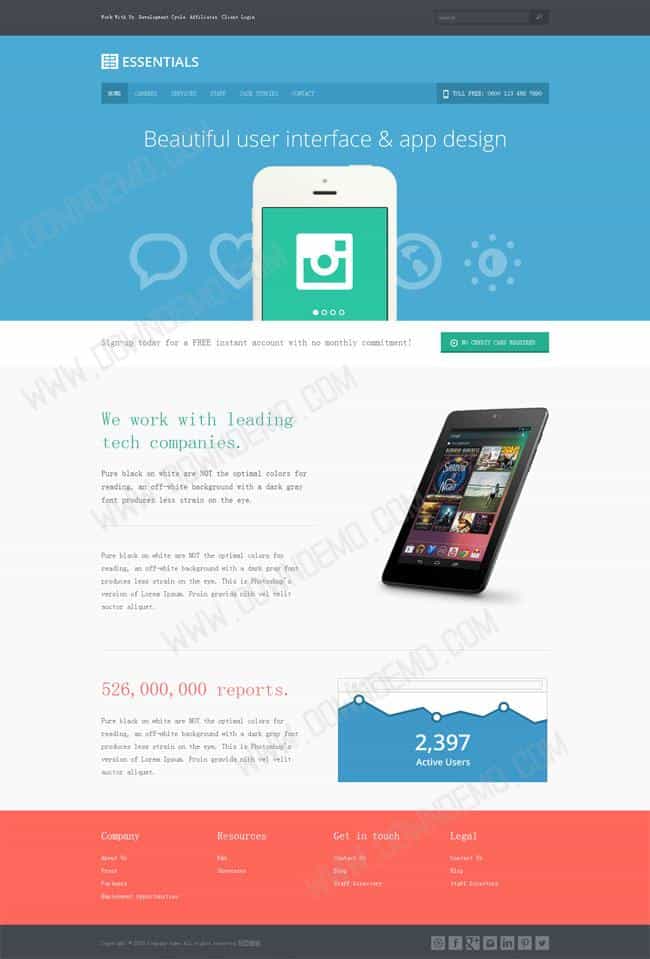 Work With Us  Development Cycle  Affiliates  Client Login
Search
ESSENTIALS
HOME
CAREERS
SERVICES
STAFF
CASE STUDIES
CONTACT
TOLL FREE: 0800 123 456 7890
Beautiful user interface & app design
Sign-up today for a FREE instant account with no monthly commitment!
NO CREDIT CARD REQUIRED
We work with leading
tech companies.
Pure black on white are NOT the optimal colors for
reading, an off-white background with a dark gray
font produces less strain on the eye.
Pure black on white are NOT the optimal colors for
reading, an off-white background with a dark gray font
produces less strain on the eye. This is Photoshop's
version of Lorem Ipsum. Proin gravida nibh vel velit
auctor aliquet.
526,000,000 reports.
Pure black on white are NOT the optimal colors for
reading, an off-white background with a dark gray font
produces less strain on the eye. This is Photoshop's
version of Lorem Ipsum. Proin gravida nibh vel velit
auctor aliquet.
2,397
Active Users
Company
About Us
Press
Partners
Employment Opportunities
Resources
FAQ
Showcase
Get in touch
Contact Us
Blog
Staff Directory
Legal
Contact Us
Blog
Staff Directory
Copyright © Company name All rights reserved
WWW.DOWNDEMO.COM
WWW.DOWNDEMO.COM
WWW.DOWNDEMO.COM
WWW.DOWNDEMO.COM
WWW.DOWNDEMO.COM
WWW.DOWNDEMO.COM